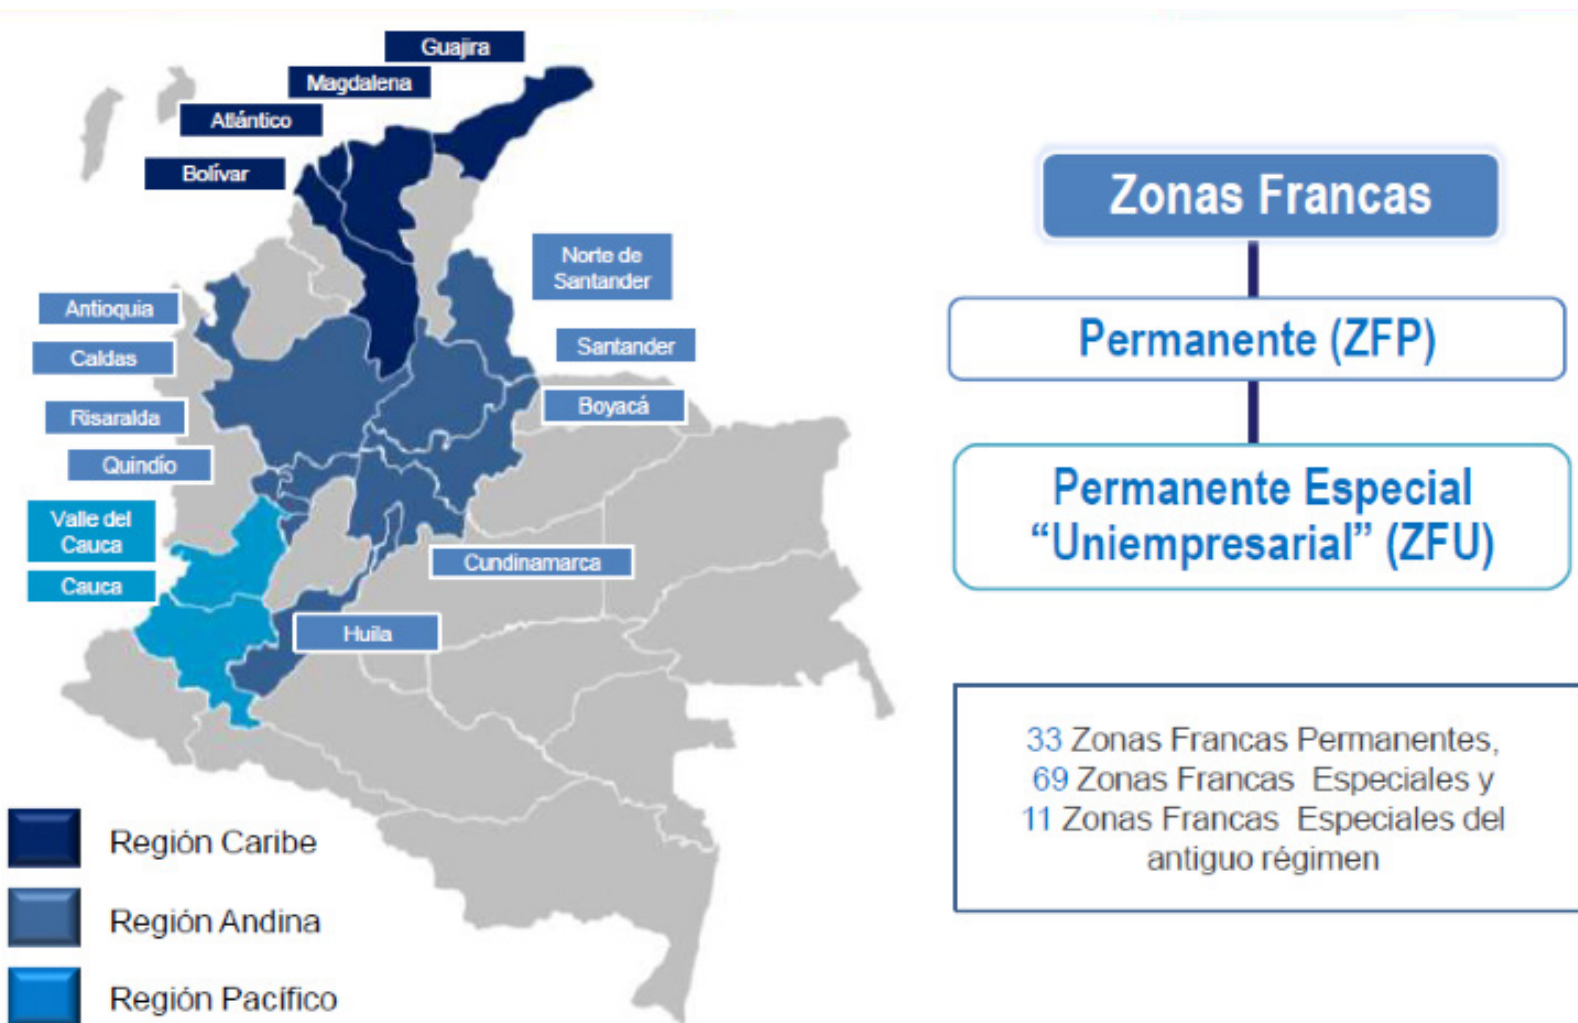 Guajira
Magdalena
Atlántico
Bolívar
Norte de
Santander
Antioquia
Santander
Caldas
Boyacá
Risaralda
Quindío
Valle del
Cauca
Cundinamarca
Cauca
Huila
Región Caribe
Región Andina
Región Pacífico
Zonas Francas
Permanente (ZFP)
Permanente Especial
“Uniempresarial” (ZFU)
33 Zonas Francas Permanentes,
69 Zonas Francas Especiales y
11 Zonas Francas Especiales del
antiguo régimen